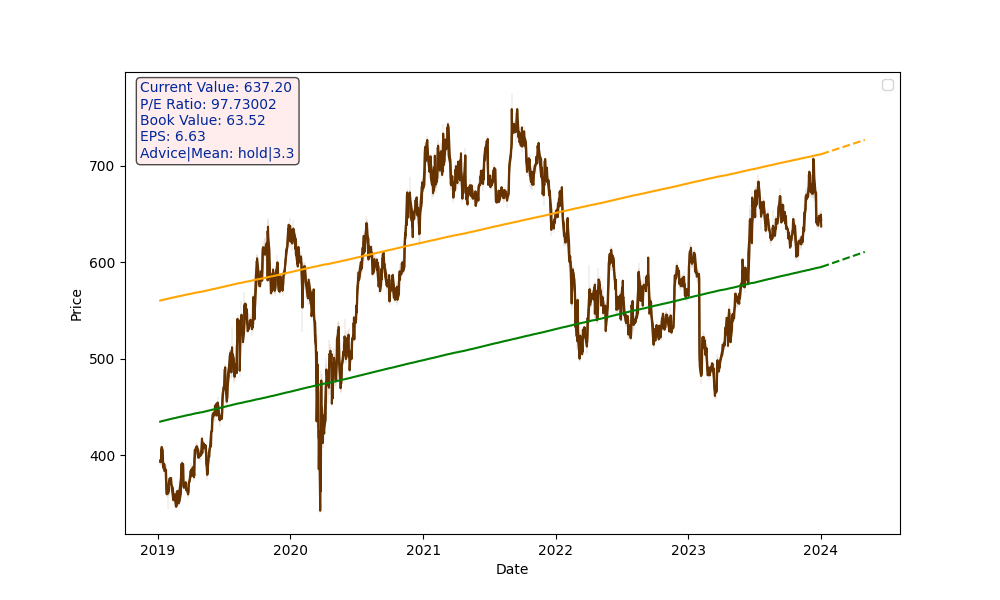 Current Value: 637.20
P/E Ratio: 97.73002
Book Value: 63.52
EPS: 6.63
Advice|Mean: hold|3.3
700
600
500
400
Price
2019 2020 2021 2022 2023 2024
Date